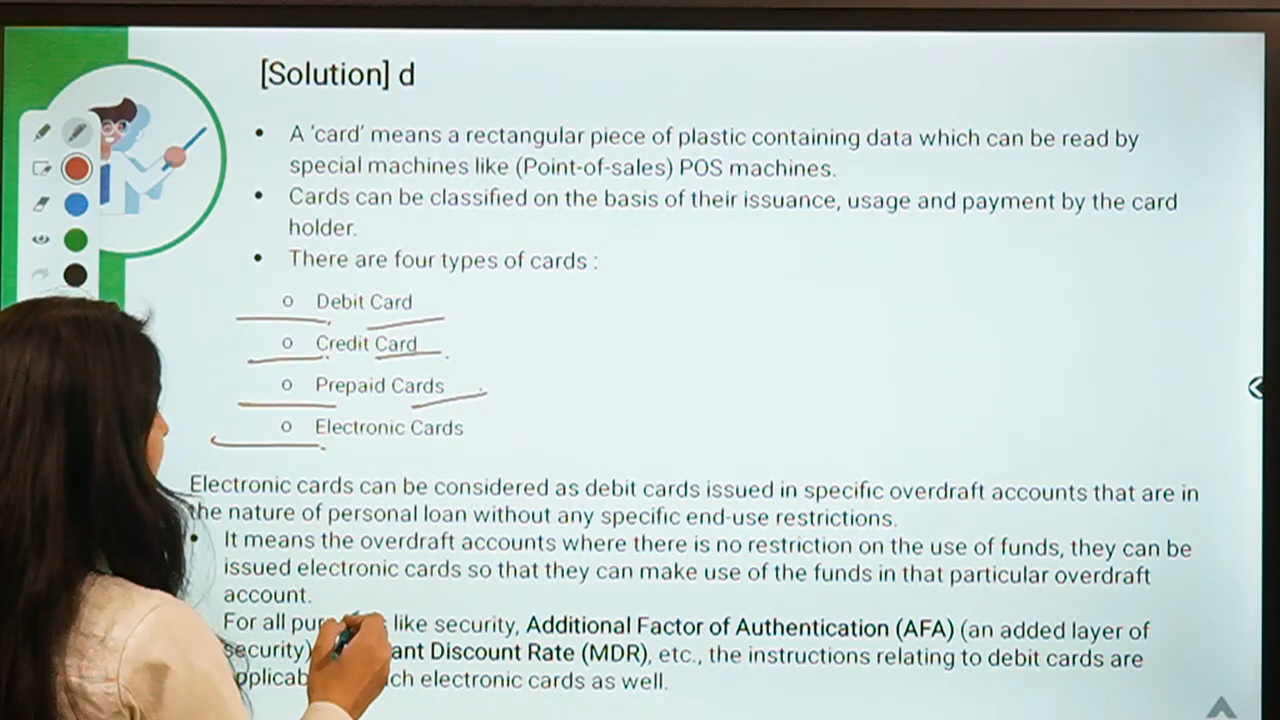 [Solution] d
• A ‘card’ means a rectangular piece of plastic containing data which can be read by
special machines like (Point-of-sales) POS machines.
• Cards can be classified on the basis of their issuance, usage and payment by the card
holder.
• There are four types of cards :
o Debit Card
o Credit Card
o Prepaid Cards
o Electronic Cards
Electronic cards can be considered as debit cards issued in specific overdraft accounts that are in
the nature of personal loan without any specific end-use restrictions.
• It means the overdraft accounts where there is no restriction on the use of funds, they can be
issued electronic cards so that they can make use of the funds in that particular overdraft
account.
For all like security, Additional Factor of Authentication (AFA) (an added layer of
security) Discount Rate (MDR), etc., the instructions relating to debit cards are
electronic cards as well.